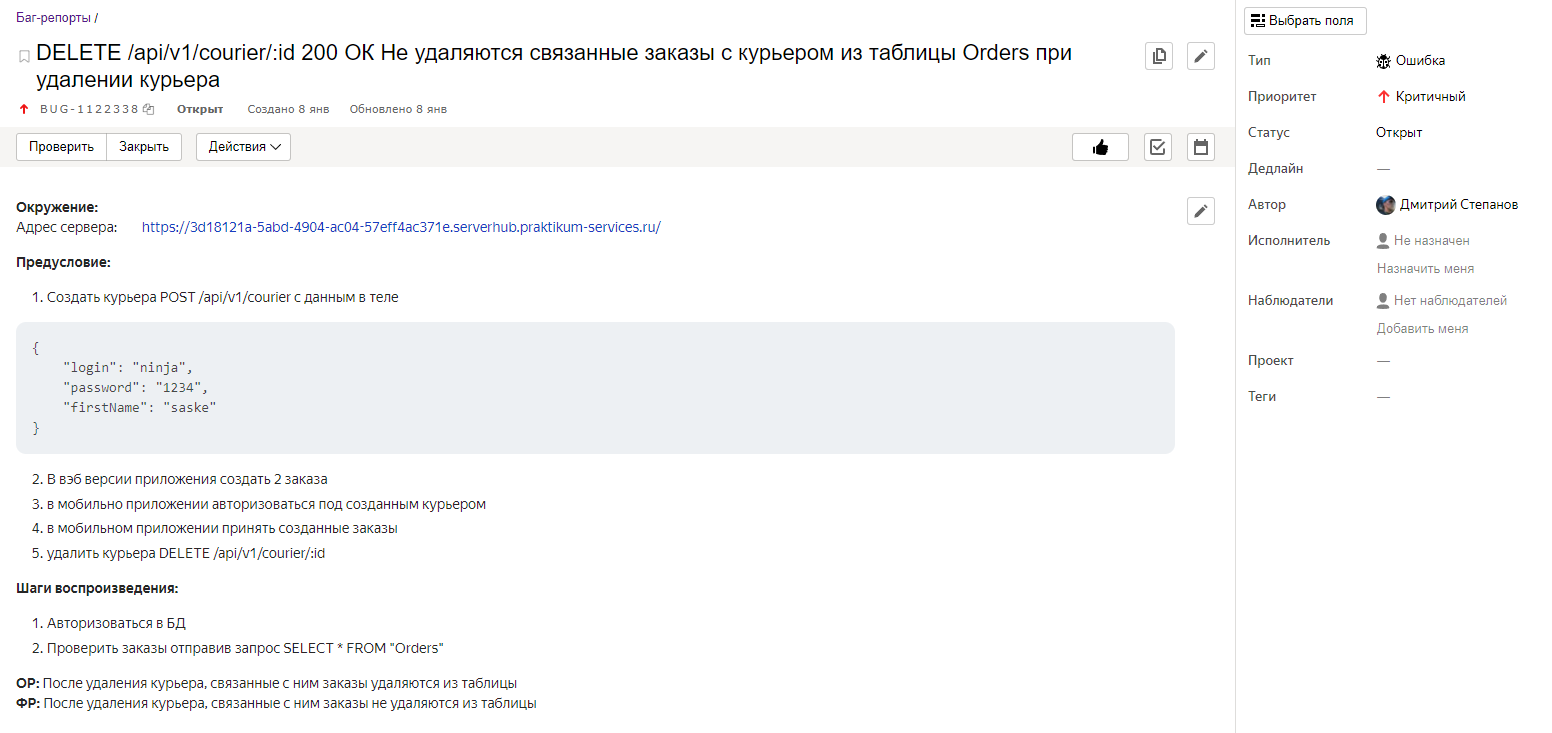 Баг-репорты /
DELETE /api/v1/courier/:id 200 ОК Не удаляются связанные заказы с курьером из таблицы Orders при
удалении курьера
BUG-1122338 Открыт Создано 8 янв Обновлено 8 янв
Проверить Закрыть Действия
Окружение:
Адрес сервера: https://3d18121a-5abd-4904-ac04-57eff4ac371e.serverhub.praktikum-services.ru/
Предусловие:
1. Создать курьера POST /api/v1/courier с данным в теле
{
"login": "ninja",
"password": "1234",
"firstName": "saske"
}
2. В вэб версии приложения создать 2 заказа
3. в мобильно приложении авторизоваться под созданным курьером
4. в мобильном приложении принять созданные заказы
5. удалить курьера DELETE /api/v1/courier/:id
Шаги воспроизведения:
1. Авторизоваться в БД
2. Проверить заказы отправив запрос SELECT * FROM "Orders"
ОР: После удаления курьера, связанные с ним заказы удаляются из таблицы
ФР: После удаления курьера, связанные с ним заказы не удаляются из таблицы
Выбрать поля
Тип Ошибка
Приоритет Критичный
Статус Открыт
Дедлайн —
Автор Дмитрий Степанов
Исполнитель Не назначен
Назначить меня
Наблюдатели Нет наблюдателей
Добавить меня
Проект —
Теги —